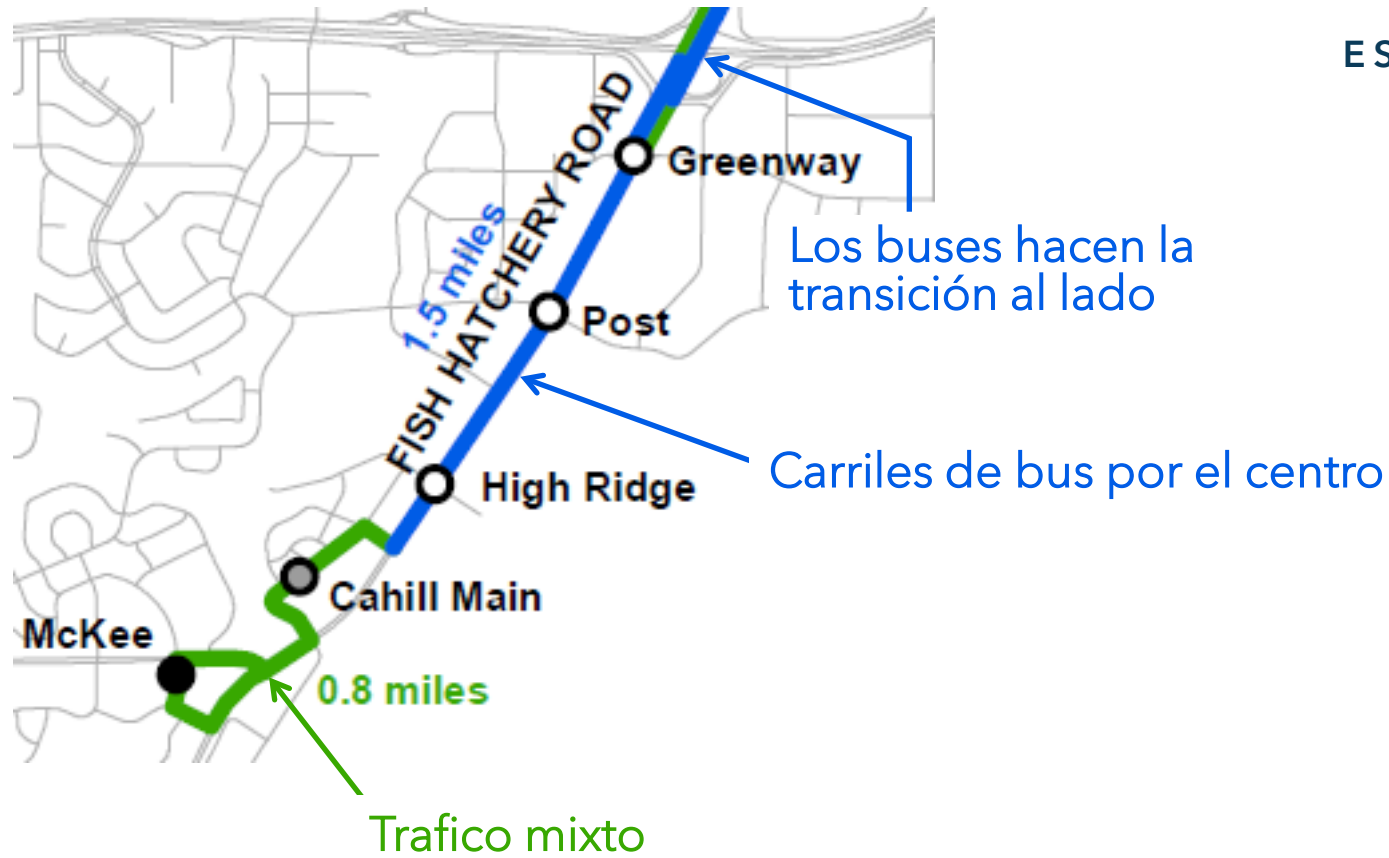 E S
FISH HATCHERY ROAD
1.5 miles
Greenway
Los buses hacen la
transición al lado
Post
Carriles de bus por el centro
High Ridge
Cahill Main
McKee
0.8 miles
Trafico mixto